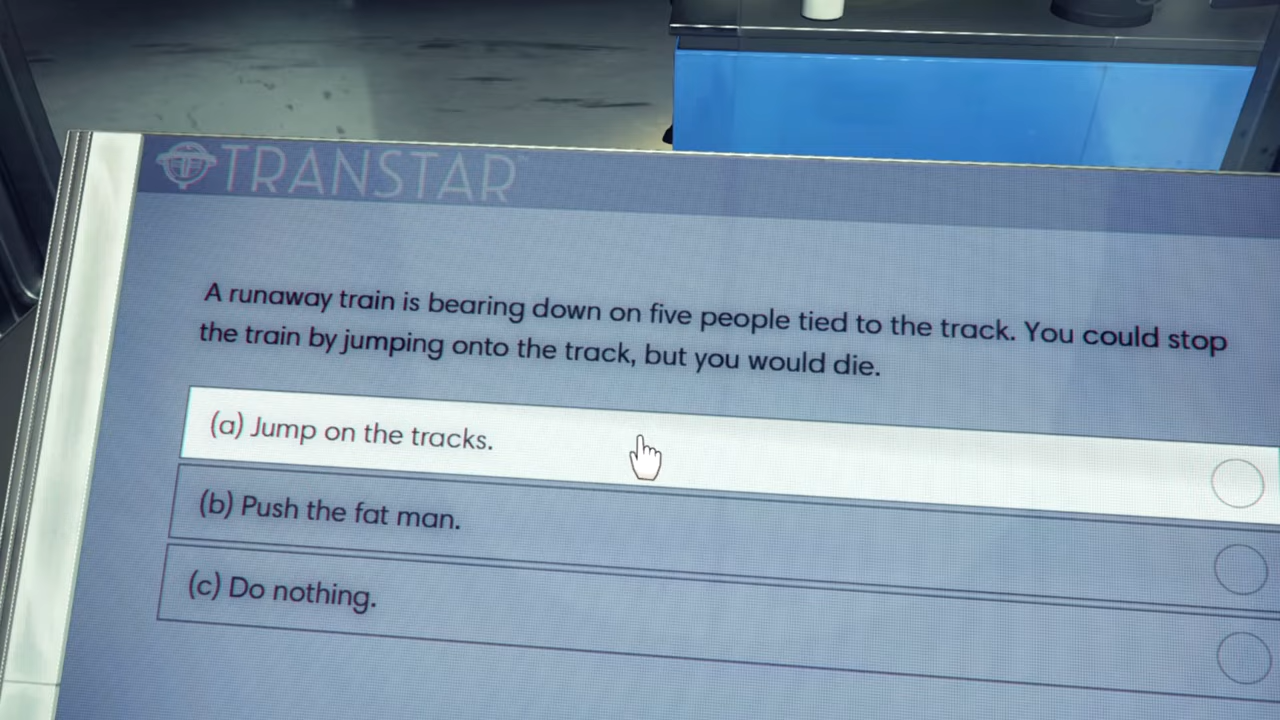 TRANSTAR™
A runaway train is bearing down on five people tied to the track. You could stop
the train by jumping onto the track, but you would die.
(a) Jump on the tracks.
(b) Push the fat man.
(c) Do nothing.